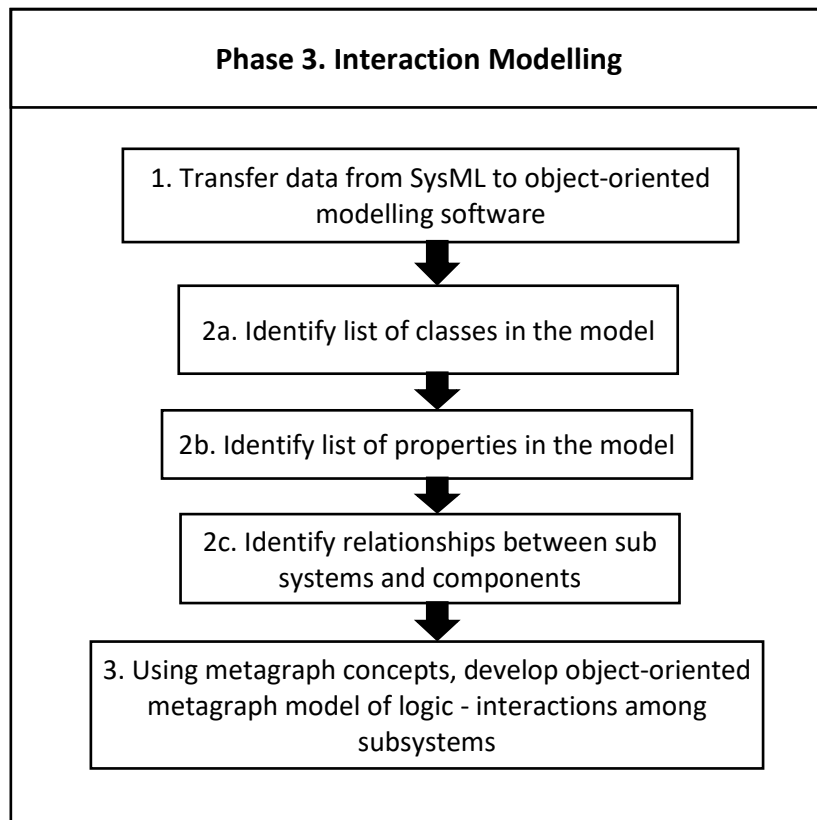 Phase 3. Interaction Modelling
1. Transfer data from SysML to object-oriented
modelling software
2a. Identify list of classes in the model
2b. Identify list of properties in the model
2c. Identify relationships between sub
systems and components
3. Using metagraph concepts, develop object-oriented
metagraph model of logic - interactions among
subsystems